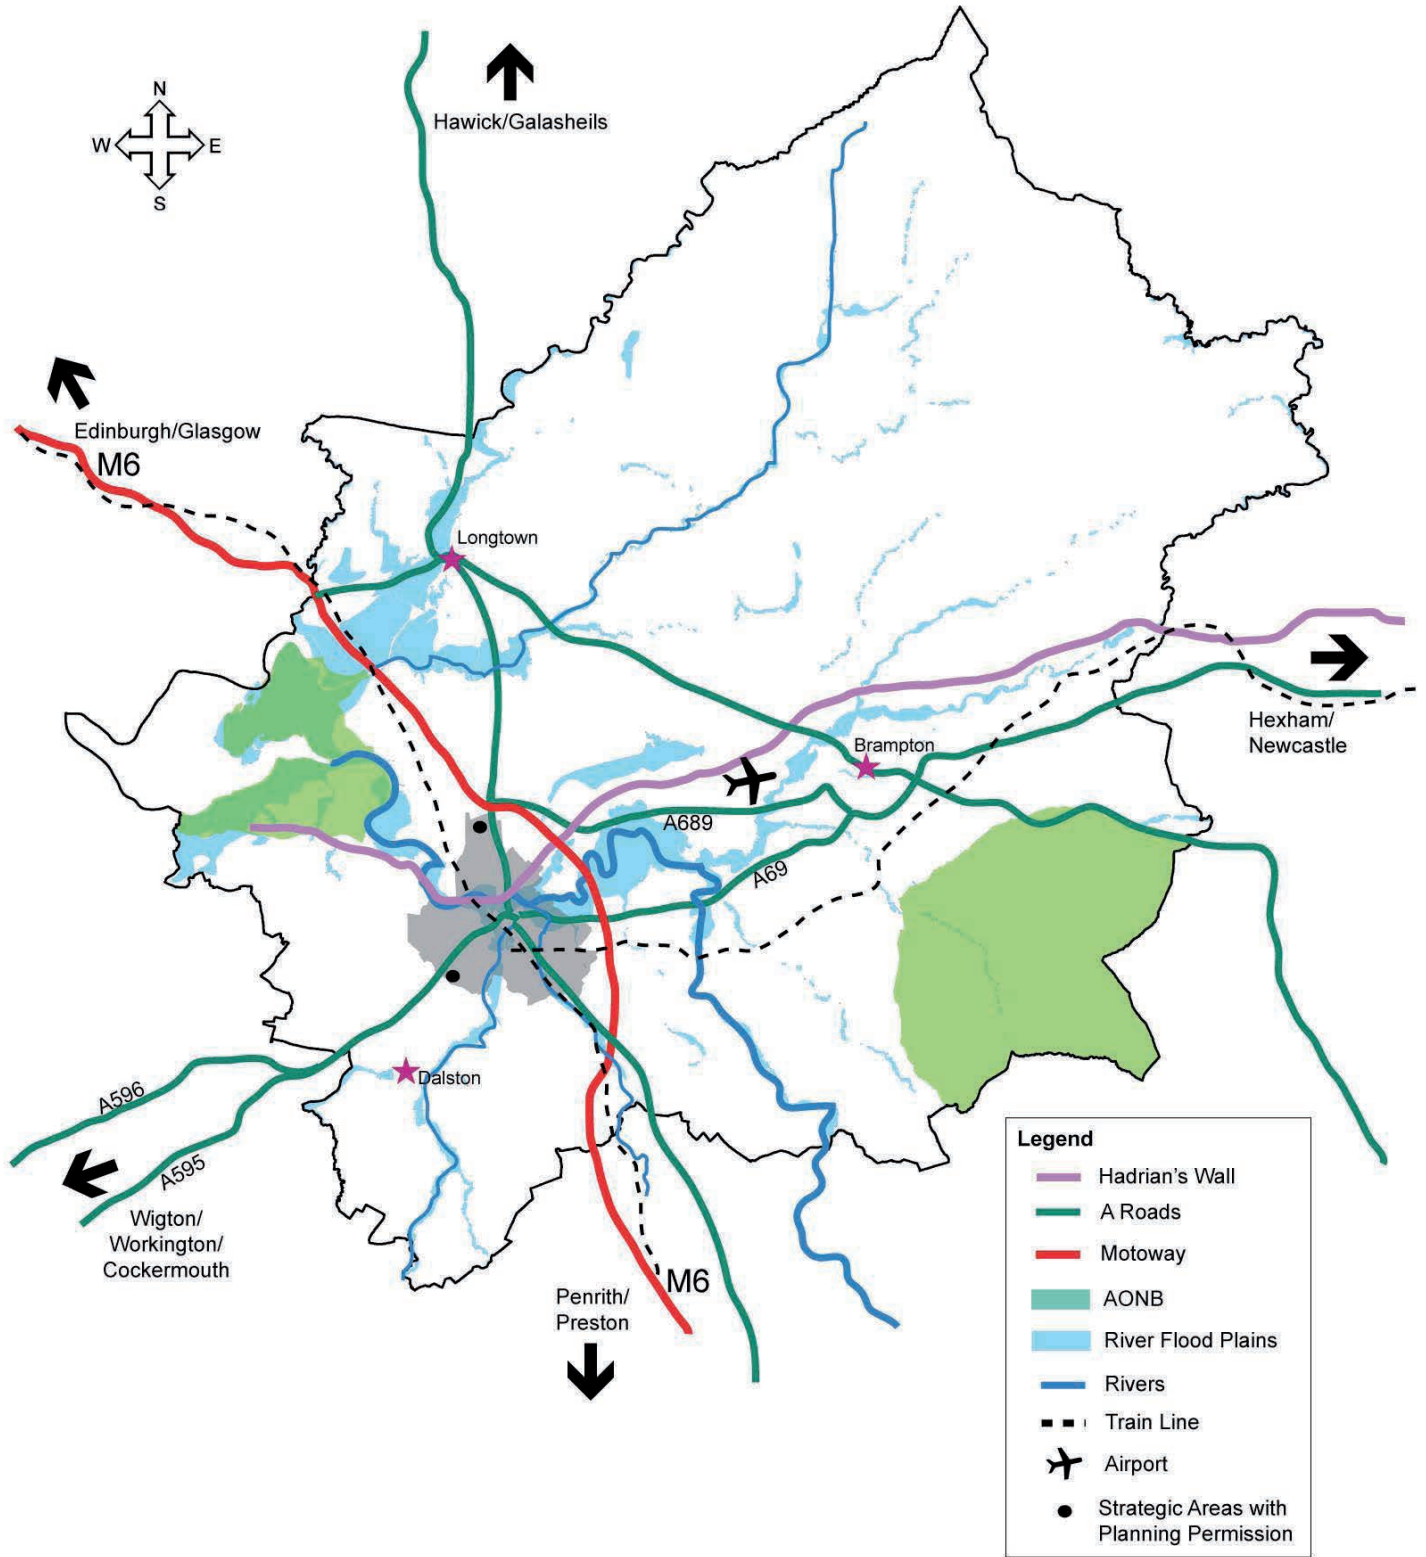 N
W
E
S
Hawick/Galasheils
Edinburgh/Glasgow
M6
Longtown
Hexham/
Newcastle
Brampton
A689
A69
Dalston
A596
A595
Wigton/
Workington/
Cockermouth
Penrith/
Preston
M6
Legend
Hadrian's Wall
A Roads
Motoway
AONB
River Flood Plains
Rivers
Train Line
Airport
Strategic Areas with
Planning Permission